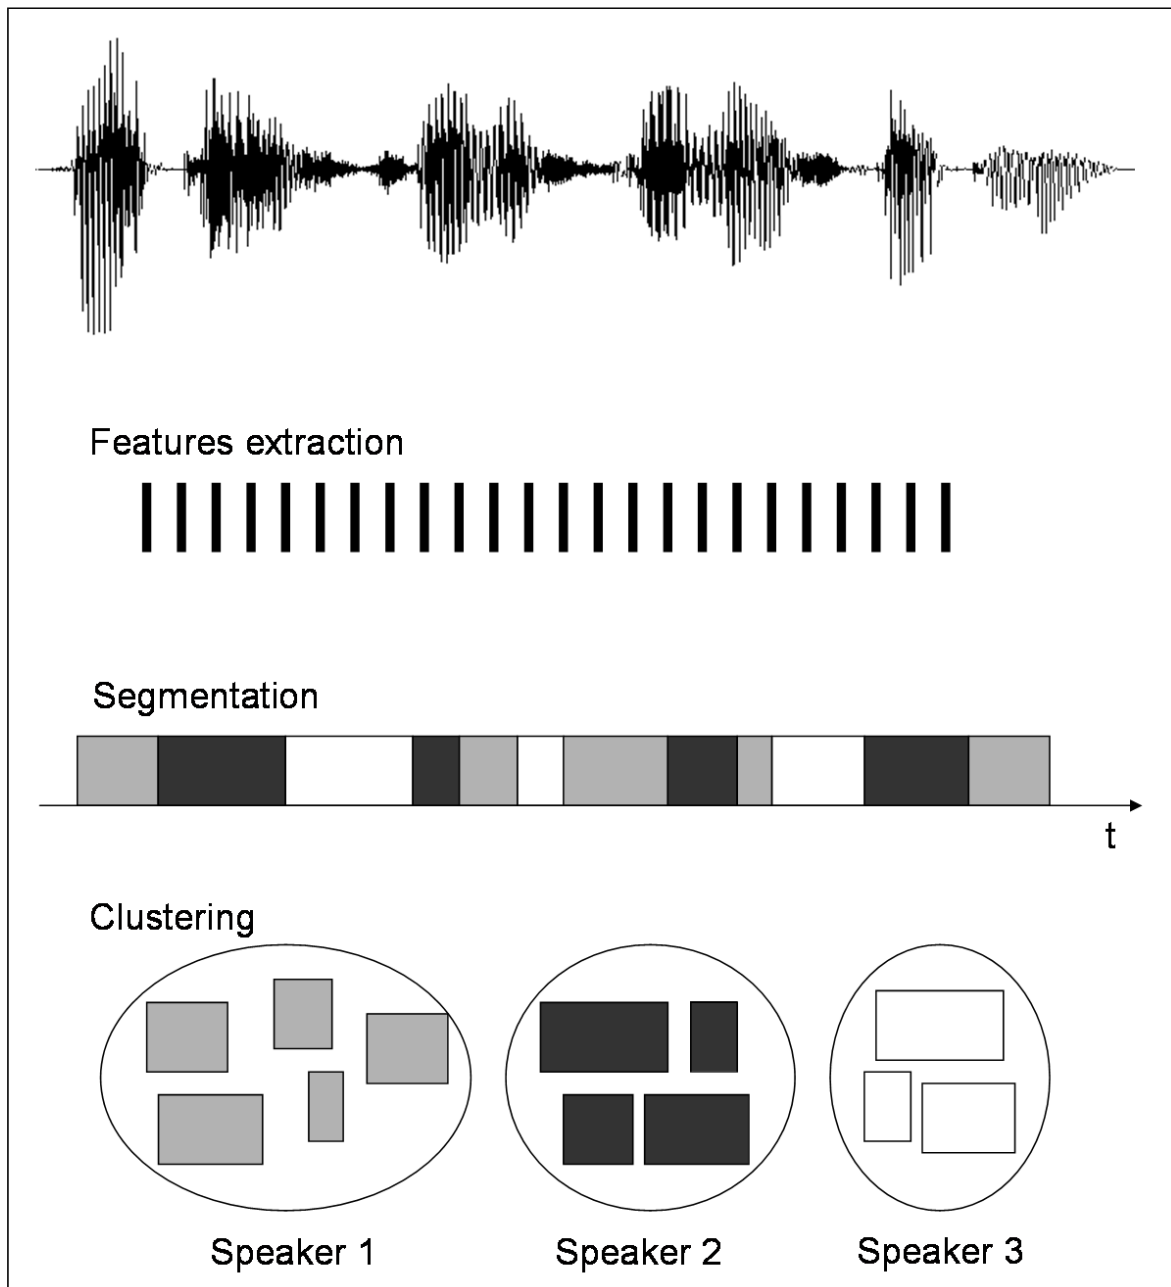 Features extraction
Segmentation
t
Clustering
Speaker 1
Speaker 2
Speaker 3